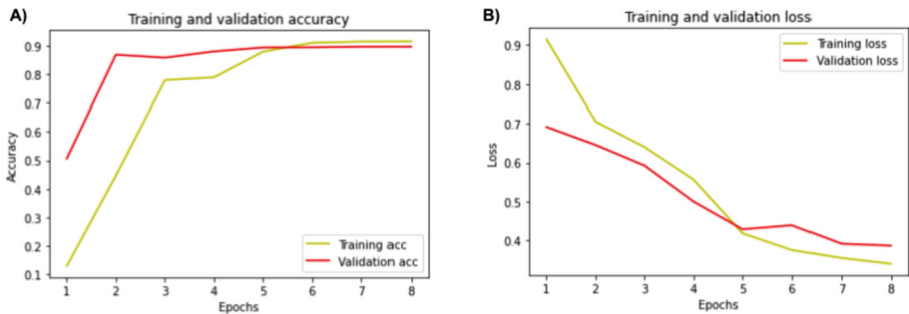 A)
Training and validation accuracy
0.9
0.8
0.7
0.6
0.5
0.4
0.3
0.2
0.1
Accuracy
Training acc
Validation acc
1 2 3 4 5 6 7 8
Epochs
B)
Training and validation loss
0.9
0.8
0.7
0.6
0.5
0.4
Loss
Training loss
Validation loss
1 2 3 4 5 6 7 8
Epochs